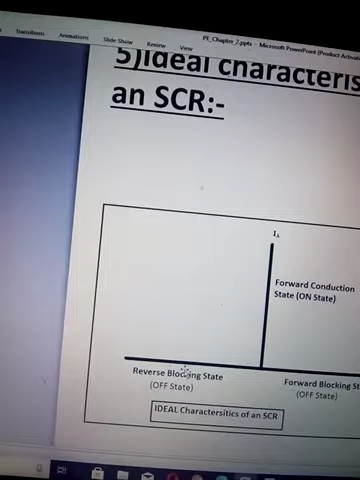 Transitions Animations Slide Show Review View
PE_Chapter_2.pptx - Microsoft PowerPoint (Product Activat
5)Ideal characteris
an SCR:-
IA
Forward Conduction
State (ON State)
Reverse Blocking State
(OFF State)
Forward Blocking St
(OFF State)
IDEAL Charactersitics of an SCR